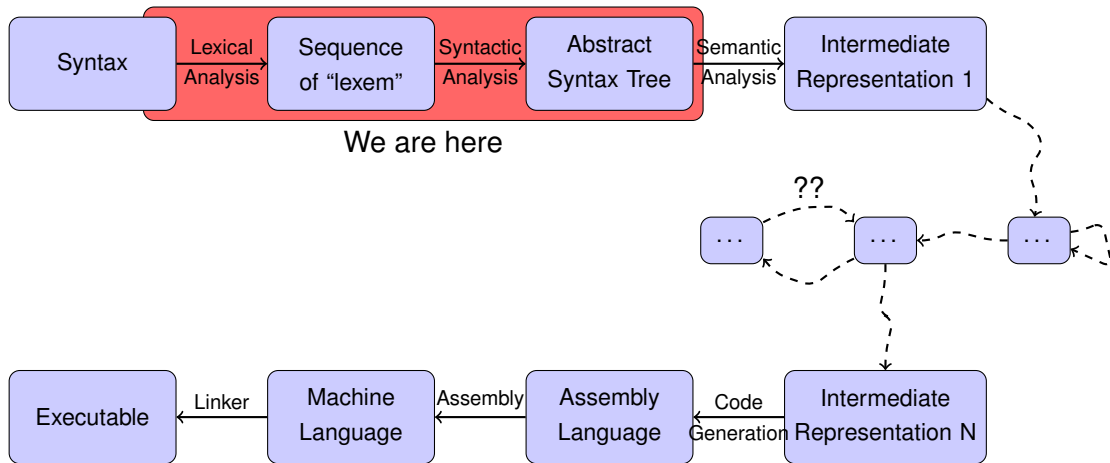 Syntax
Lexical
Analysis
Sequence
of “lexem”
Syntactic
Analysis
Abstract
Syntax Tree
Semantic
Analysis
Intermediate
Representation 1
We are here
??
...
...
...
Executable
Linker
Machine
Language
Assembly
Assembly
Language
Code
Generation
Intermediate
Representation N